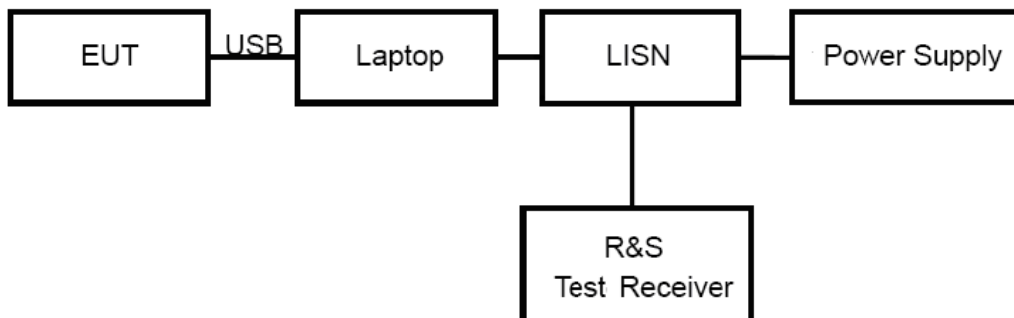 EUT
USB
Laptop
LISN
Power Supply
R&S
Test Receiver